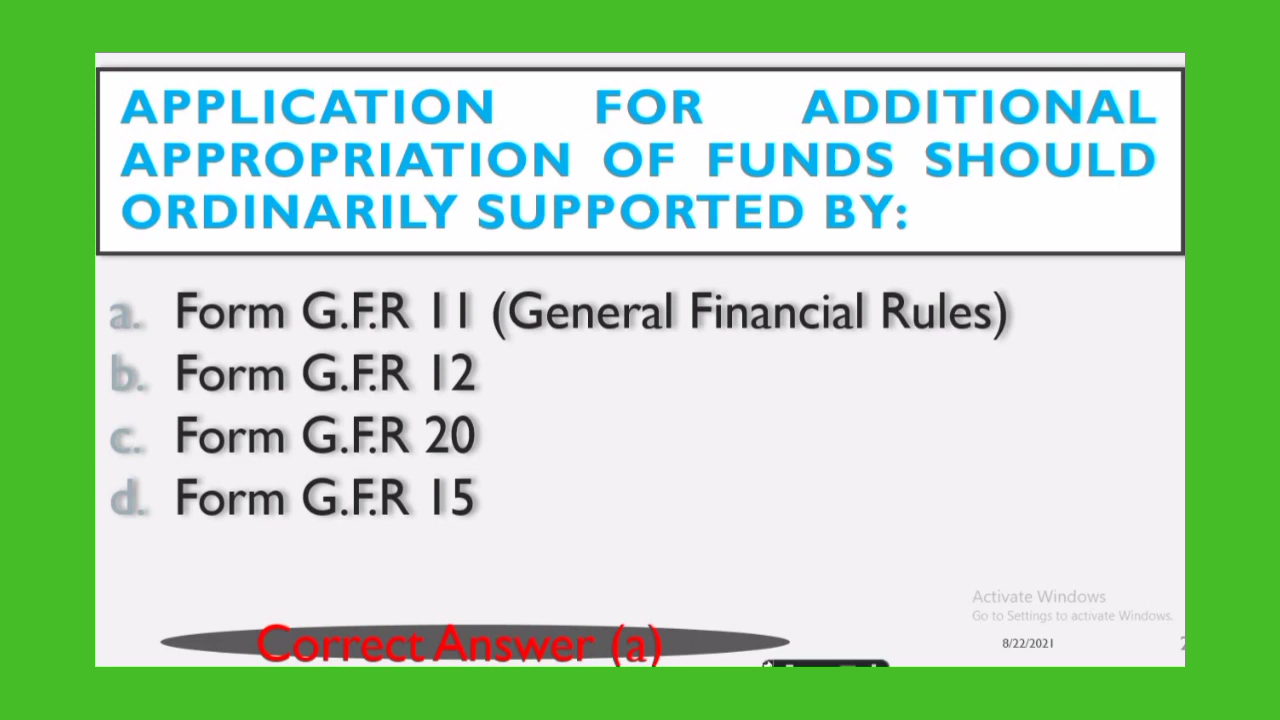 APPLICATION FOR ADDITIONAL
APPROPRIATION OF FUNDS SHOULD
ORDINARILY SUPPORTED BY:
a. Form G.F.R 11 (General Financial Rules)
b. Form G.F.R 12
c. Form G.F.R 20
d. Form G.F.R 15
Activate Windows
Go to Settings to activate Windows.
Correct Answer (a)
8/22/2021